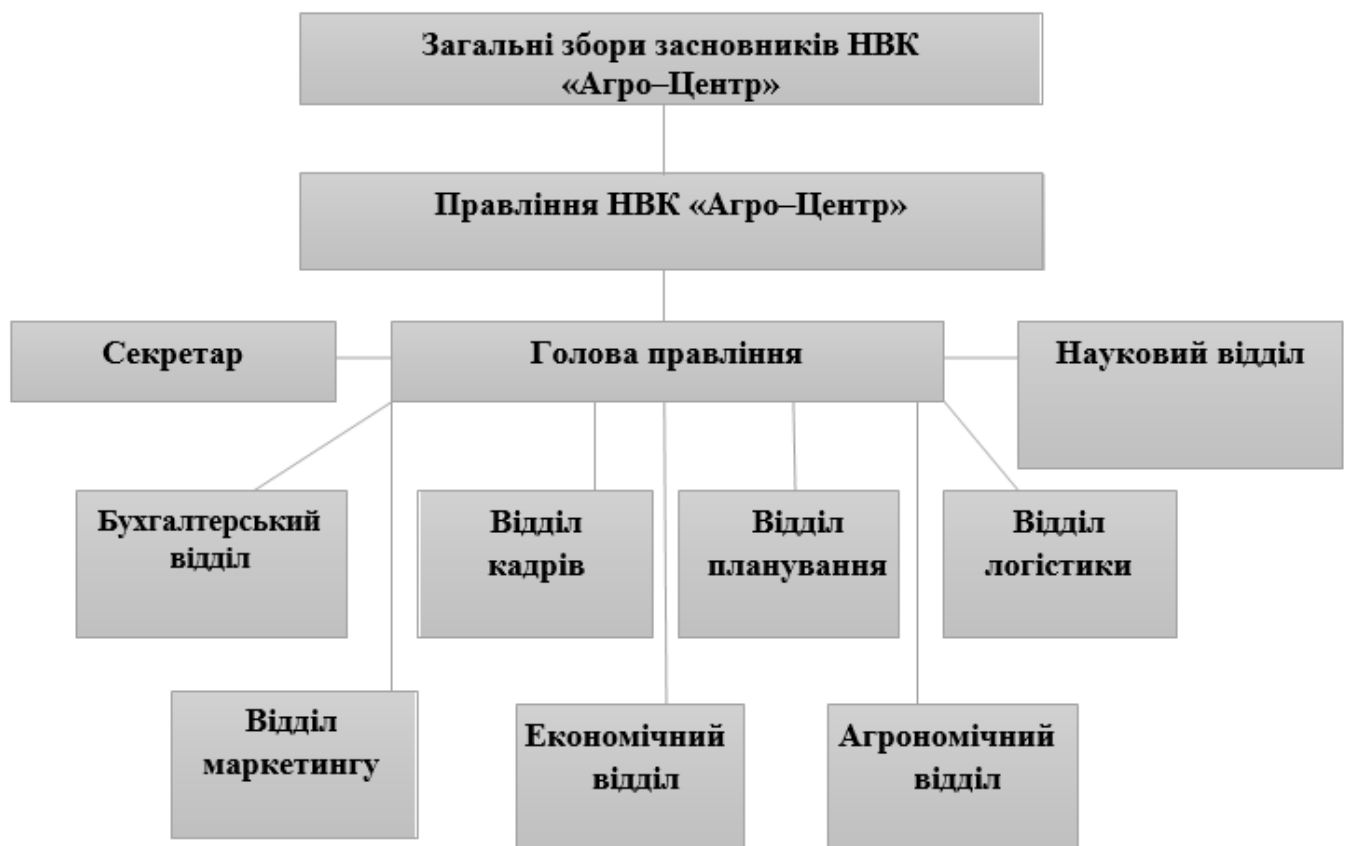 Загальні збори засновників НВК
«Агро–Центр»
Правління НВК «Агро–Центр»
Секретар
Голова правління
Науковий відділ
Бухгалтерський
відділ
Відділ
кадрів
Відділ
планування
Відділ
логістики
Відділ
маркетингу
Економічний
відділ
Агрономічний
відділ